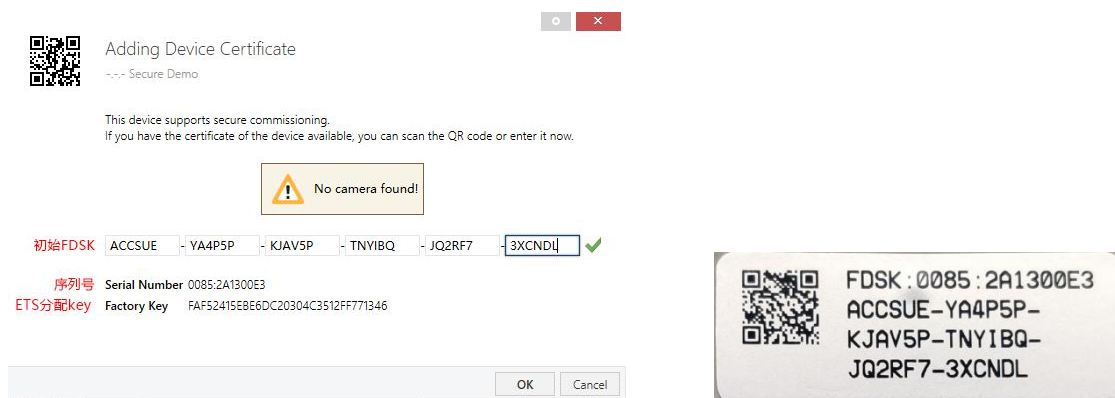 Adding Device Certificate
-.-.- Secure Demo
This device supports secure commissioning.
If you have the certificate of the device available, you can scan the QR code or enter it now.
No camera found!
初始FDSK ACCSUE - YA4P5P - KJAV5P - TNYIBQ - JQ2RF7 - 3XCNDL
序列号 Serial Number 0085:2A1300E3
ETS分配key Factory Key FAF52415EBE6DC20304C3512FF771346
OK Cancel
FDSK:0085:2A1300E3
ACCSUE-YA4P5P-
KJAV5P-TNYIBQ-
JQ2RF7-3XCNDL